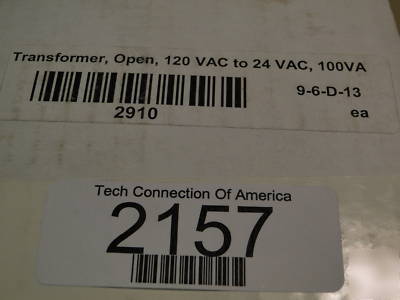 Transformer, Open, 120 VAC to 24 VAC, 100VA
9-6-D-13
2910
ea
Tech Connection Of America
2157